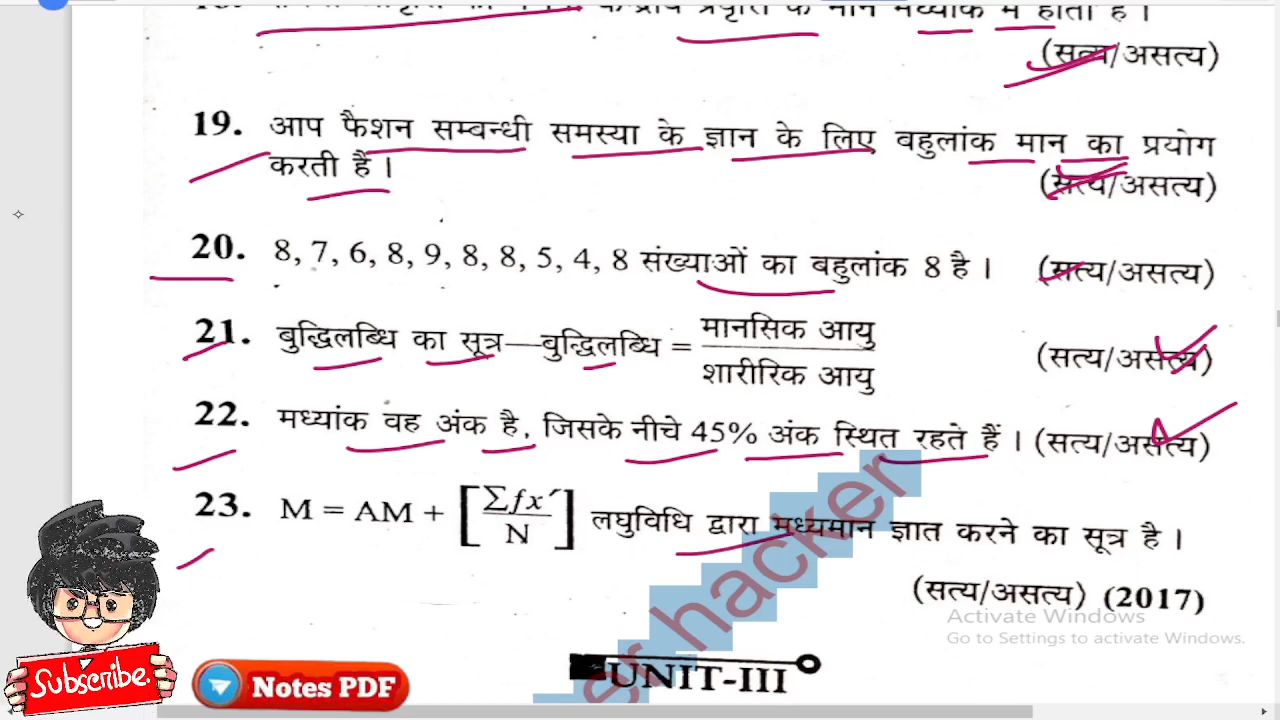 के मान मध्यांक में होता है।
(सत्य/असत्य)
19. आप फैशन सम्बन्धी समस्या के ज्ञान के लिए बहुलांक मान का प्रयोग
करती हैं।
(सत्य/असत्य)
20. 8, 7, 6, 8, 9, 8, 8, 5, 4, 8 संख्याओं का बहुलांक 8 है। (सत्य/असत्य)
21. बुद्धिलब्धि का सूत्र—बुद्धिलब्धि = मानसिक आयु / शारीरिक आयु (सत्य/असत्य)
22. मध्यांक वह अंक है, जिसके नीचे 45% अंक स्थित रहते हैं। (सत्य/असत्य)
23. M = AM + [Σfx′ / N] लघुविधि द्वारा मध्यमान ज्ञात करने का सूत्र है।
(सत्य/असत्य) (2017)
hacker
Activate Windows
Go to Settings to activate Windows.
Subscribe.
Notes PDF
UNIT-III